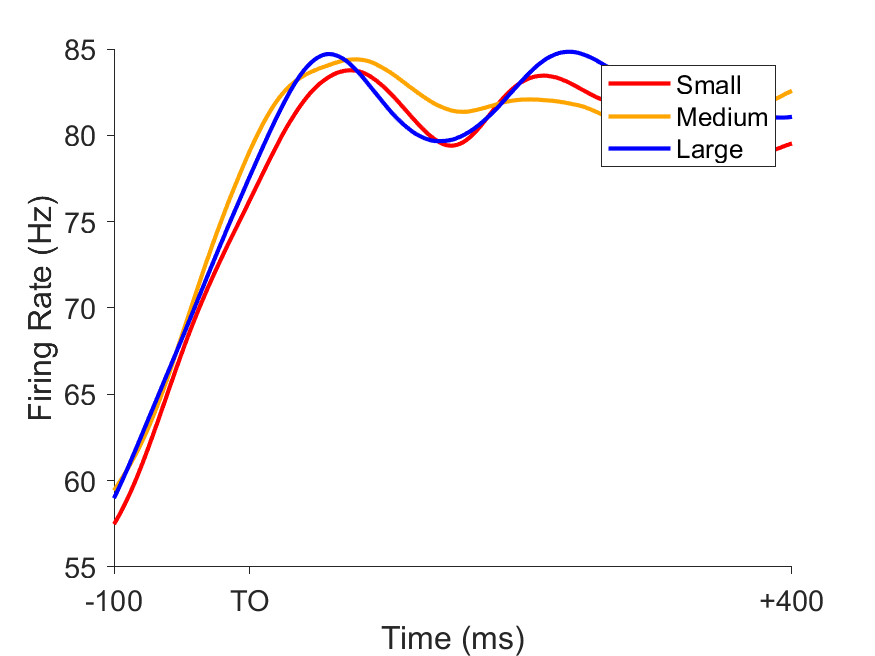 85
80
75
70
65
60
55
Firing Rate (Hz)
-100
TO
+400
Time (ms)
Small
Medium
Large